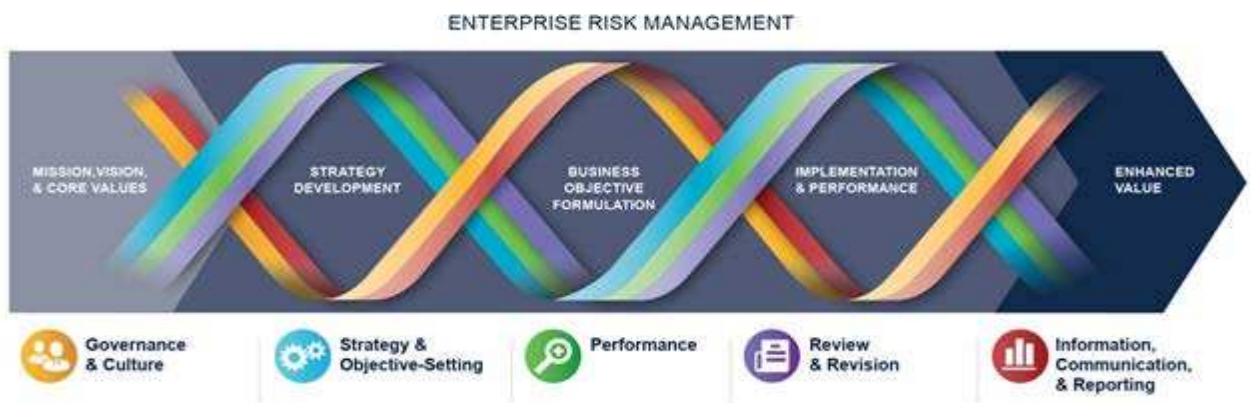 ENTERPRISE RISK MANAGEMENT
MISSION,VISION,
& CORE VALUES
STRATEGY
DEVELOPMENT
BUSINESS
OBJECTIVE
FORMULATION
IMPLEMENTATION
& PERFORMANCE
ENHANCED
VALUE
Governance
& Culture
Strategy &
Objective-Setting
Performance
Review
& Revision
Information,
Communication,
& Reporting